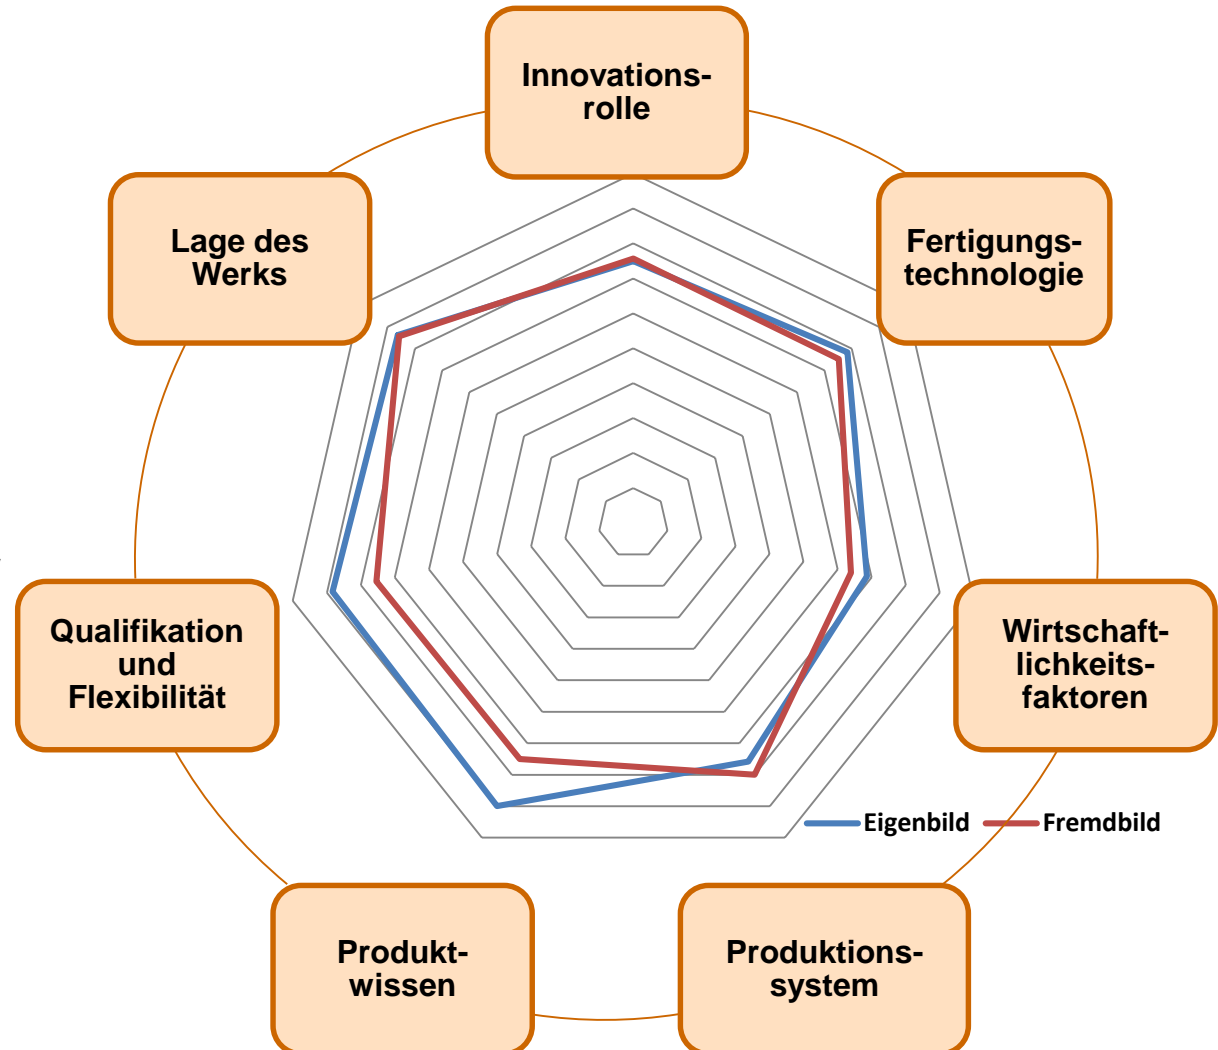 Innovations-
rolle
Lage des
Werks
Fertigungs-
technologie
Qualifikation
und
Flexibilität
Wirtschaft-
lichkeits-
faktoren
Eigenbild
Fremdbild
Produkt-
wissen
Produktions-
system